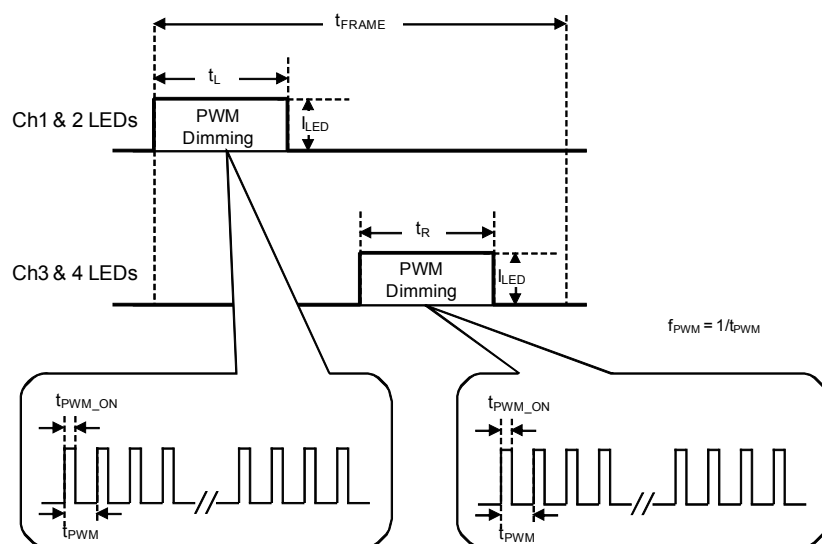 tFRAME
tL
Ch1 & 2 LEDs
PWM
Dimming
ILED
tR
Ch3 & 4 LEDs
PWM
Dimming
ILED
fPWM = 1/tPWM
tPWM_ON
tPWM
tPWM_ON
tPWM